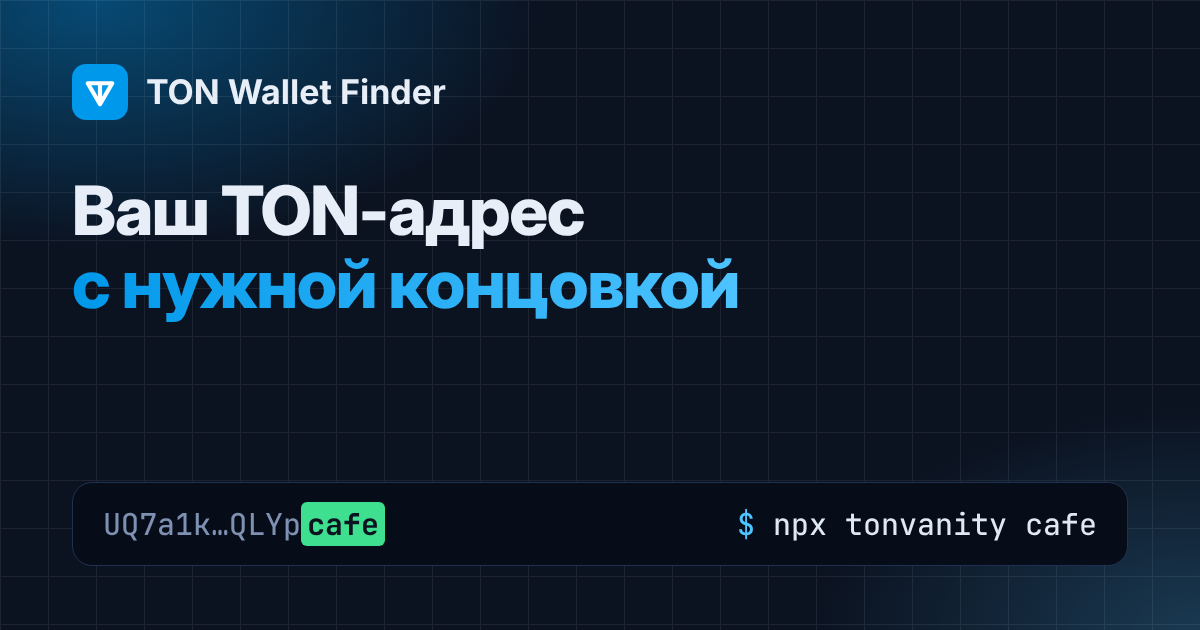 TON Wallet Finder
Ваш TON-адрес
с нужной концовкой
UQ7a1k…QLYpcafe
$ npx tonvanity cafe